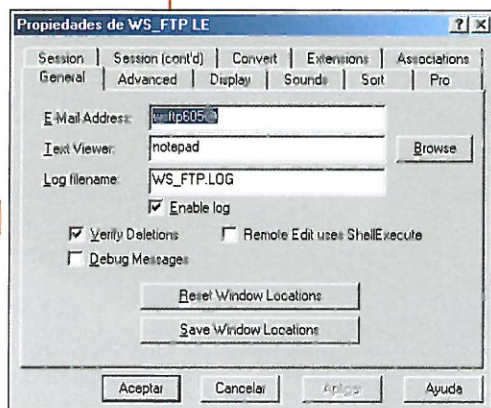 Propiedades de WS_FTP LE
Session Session (cont'd) Convert Extensions Associations
General Advanced Display Sounds Sort Pro
E-Mail Address:
Text Viewer: notepad Browse
Log filename: WS_FTP.LOG
Enable log
Verify Deletions Remote Edit uses ShellExecute
Debug Messages
Reset Window Locations
Save Window Locations
Aceptar Cancelar Aplicar Ayuda